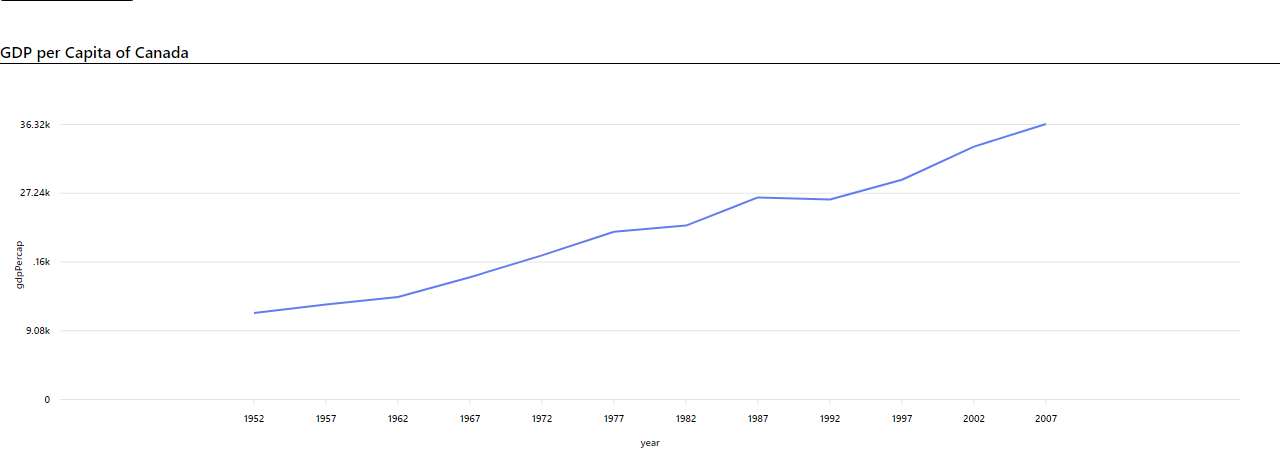 GDP per Capita of Canada
36.32k
27.24k
.16k
9.08k
0
gdpPercap
1952 1957 1962 1967 1972 1977 1982 1987 1992 1997 2002 2007
year